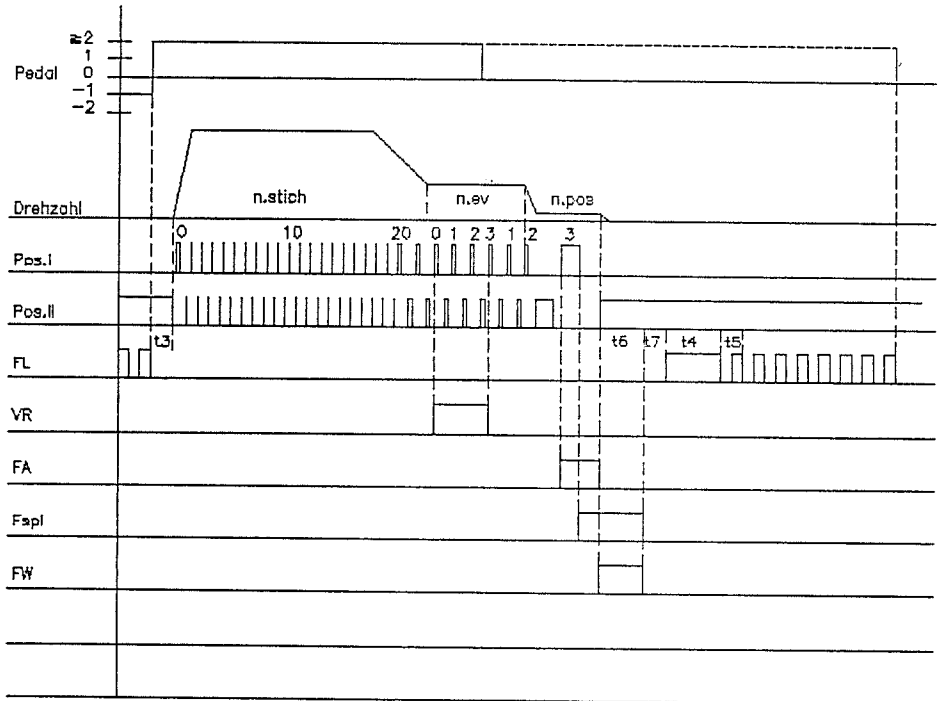 ≥2
1
Pedal 0
-1
-2
n.stich n.ev n.pos
Drehzahl
0 10 20 0 1 2 3 1 2 3
Pos.I
Pos.II
t3 t6 t7 t4 t5
FL
VR
FA
Fspl
FW